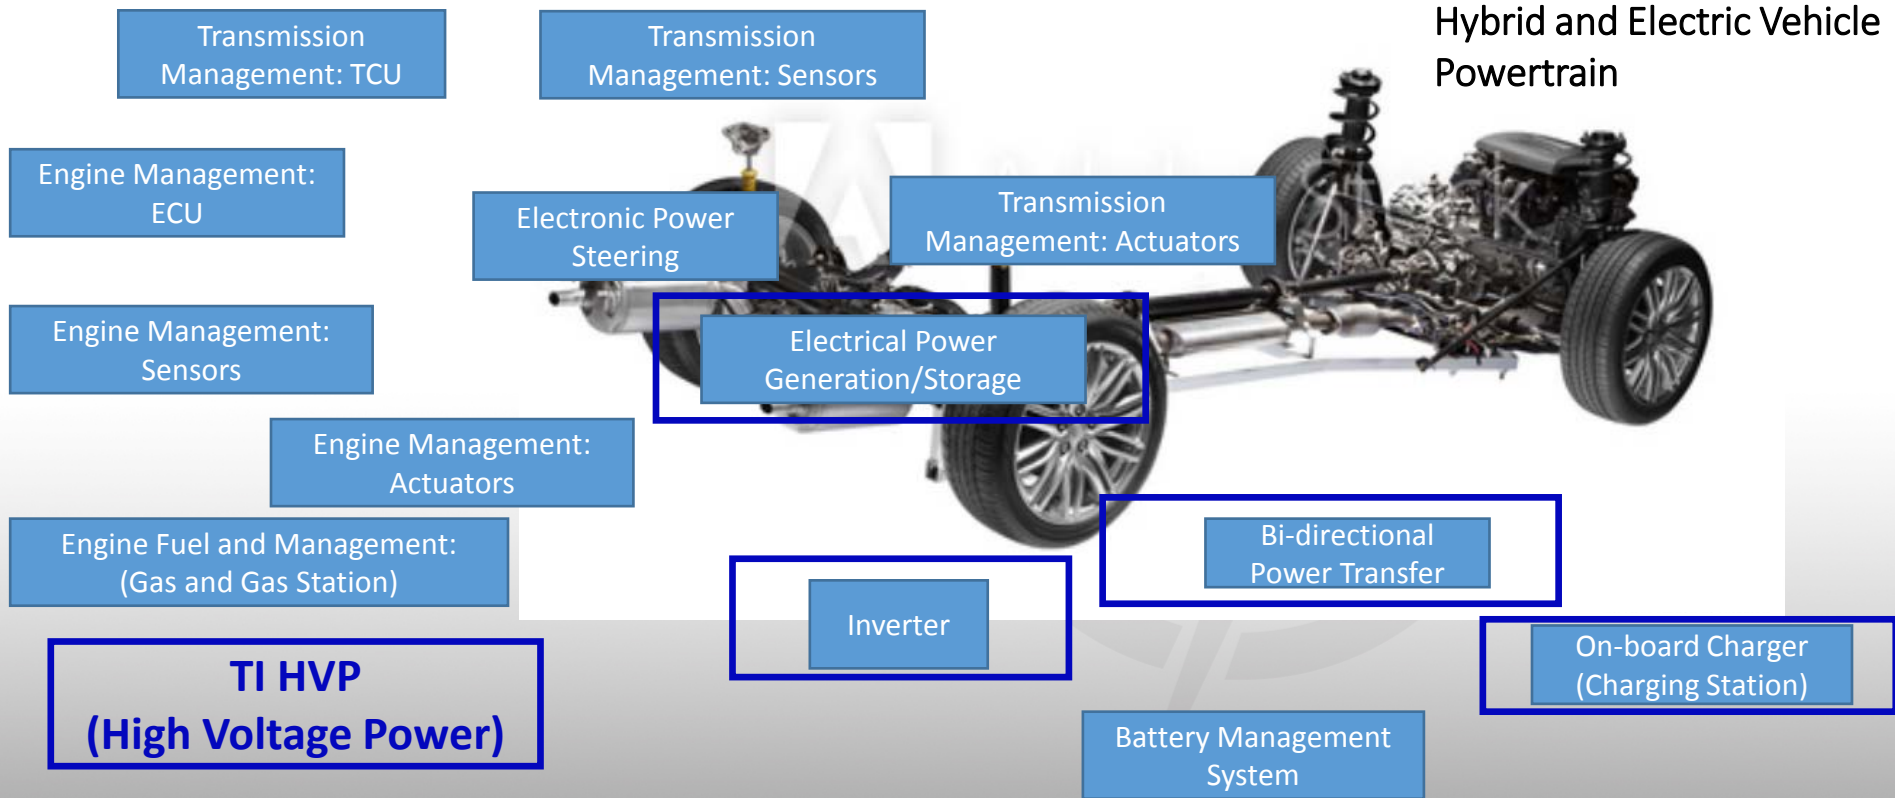 Hybrid and Electric Vehicle
Powertrain
Transmission
Management: TCU
Transmission
Management: Sensors
Engine Management:
ECU
Electronic Power
Steering
Transmission
Management: Actuators
Engine Management:
Sensors
Electrical Power
Generation/Storage
Engine Management:
Actuators
Engine Fuel and Management:
(Gas and Gas Station)
Bi-directional
Power Transfer
Inverter
On-board Charger
(Charging Station)
TI HVP
(High Voltage Power)
Battery Management
System